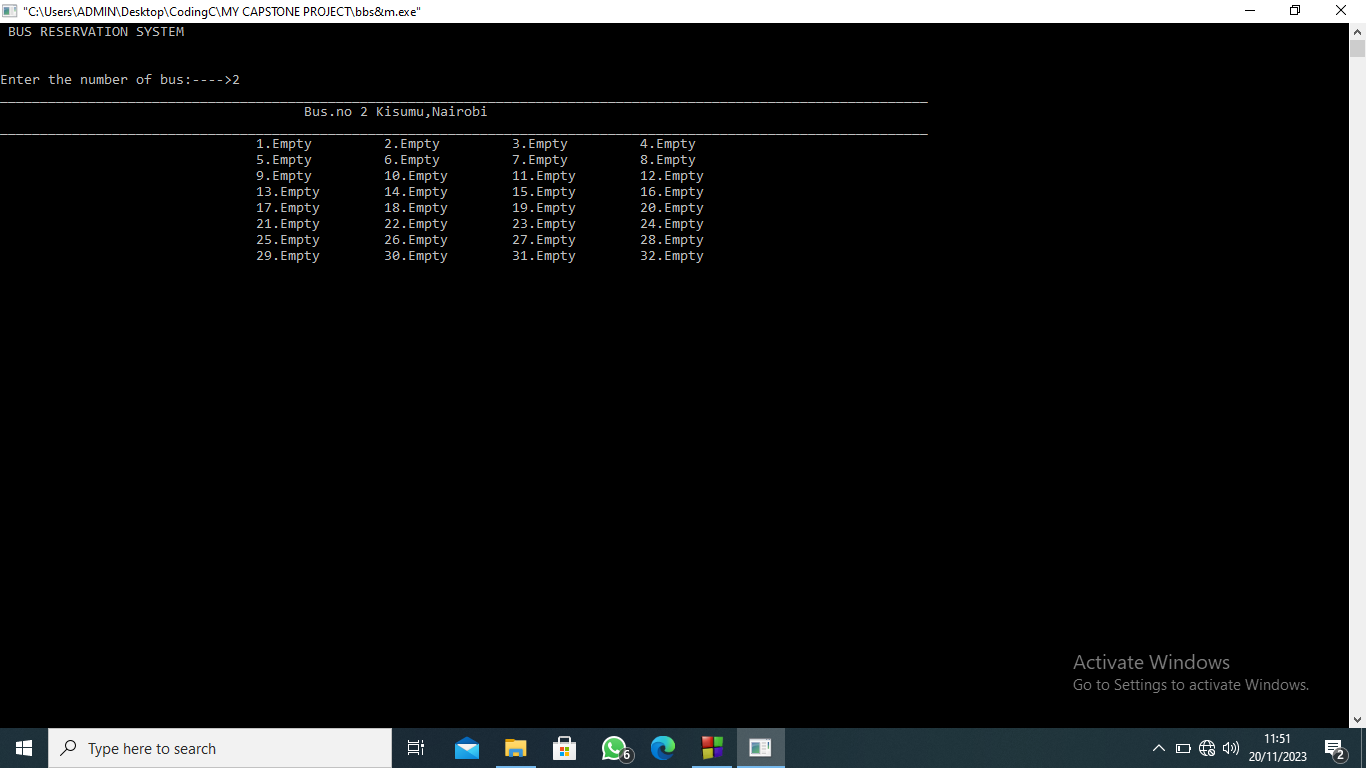 "C:\Users\ADMIN\Desktop\CodingC\MY CAPSTONE PROJECT\bbs&m.exe"
BUS RESERVATION SYSTEM
Enter the number of bus:---->2
Bus.no 2 Kisumu,Nairobi
1.Empty 2.Empty 3.Empty 4.Empty
5.Empty 6.Empty 7.Empty 8.Empty
9.Empty 10.Empty 11.Empty 12.Empty
13.Empty 14.Empty 15.Empty 16.Empty
17.Empty 18.Empty 19.Empty 20.Empty
21.Empty 22.Empty 23.Empty 24.Empty
25.Empty 26.Empty 27.Empty 28.Empty
29.Empty 30.Empty 31.Empty 32.Empty
Activate Windows
Go to Settings to activate Windows.
Type here to search
6
11:51
20/11/2023
2